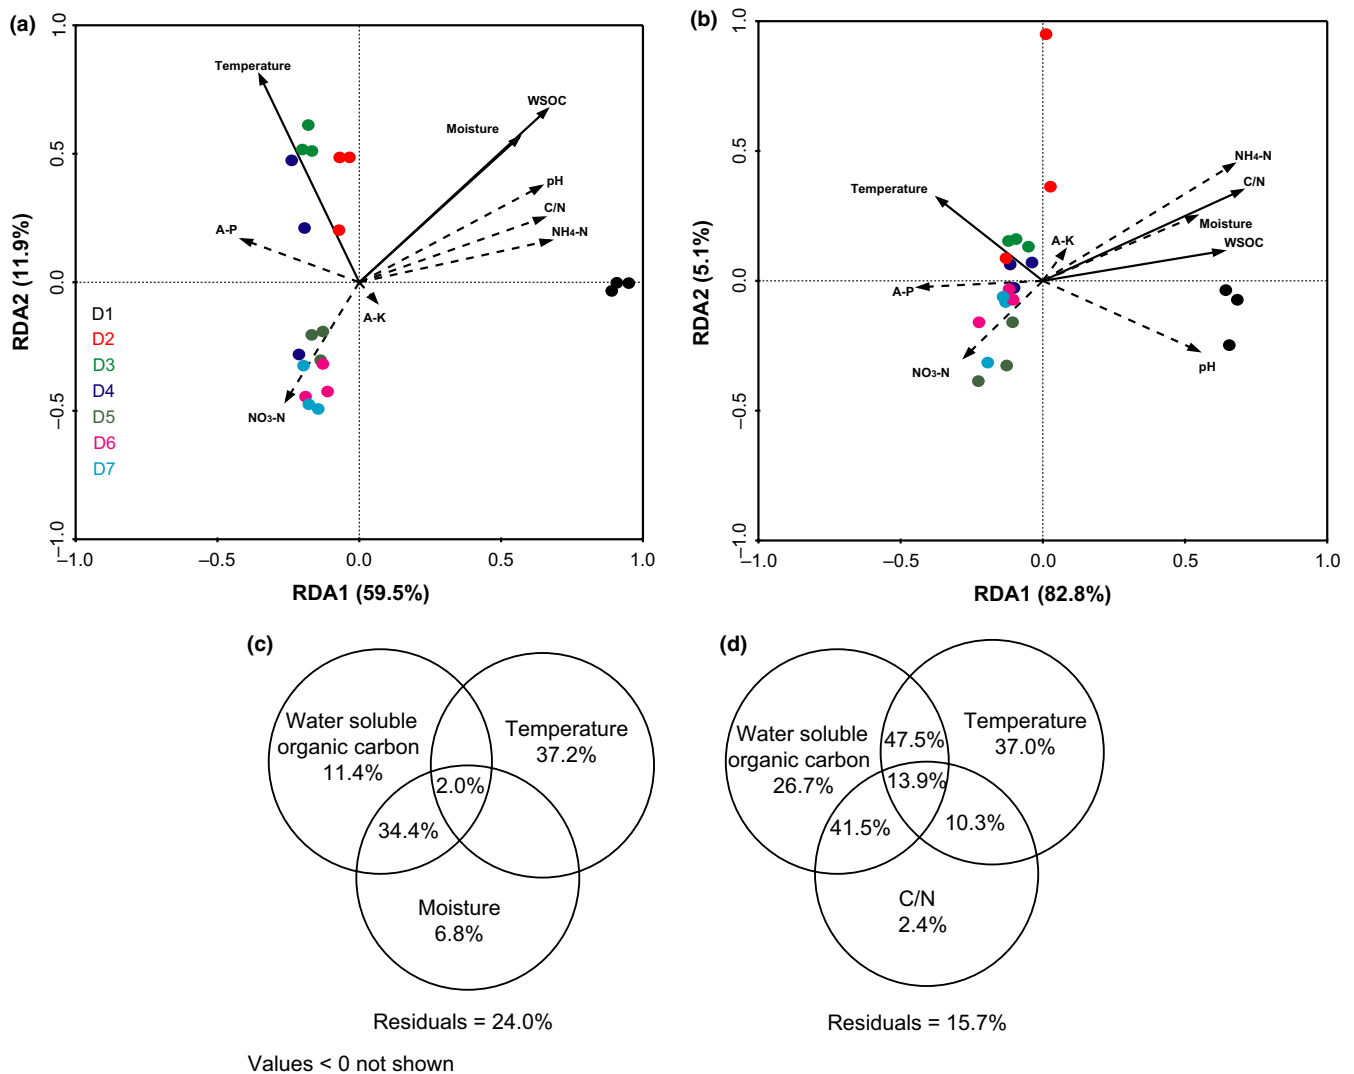 (a)
1.0
0.5
0.0
–0.5
–1.0
RDA2 (11.9%)
Temperature
WSOC
Moisture
pH
C/N
NH4-N
A-P
A-K
NO3-N
D1
D2
D3
D4
D5
D6
D7
–1.0
–0.5
0.0
0.5
1.0
RDA1 (59.5%)
(b)
1.0
0.5
0.0
–0.5
–1.0
RDA2 (5.1%)
NH4-N
C/N
Temperature
Moisture
A-K
WSOC
A-P
pH
NO3-N
–1.0
–0.5
0.0
0.5
1.0
RDA1 (82.8%)
(c)
Water soluble
organic carbon
11.4%
Temperature
37.2%
2.0%
34.4%
Moisture
6.8%
Residuals = 24.0%
Values < 0 not shown
(d)
Water soluble
organic carbon
26.7%
47.5%
Temperature
37.0%
13.9%
41.5%
10.3%
C/N
2.4%
Residuals = 15.7%